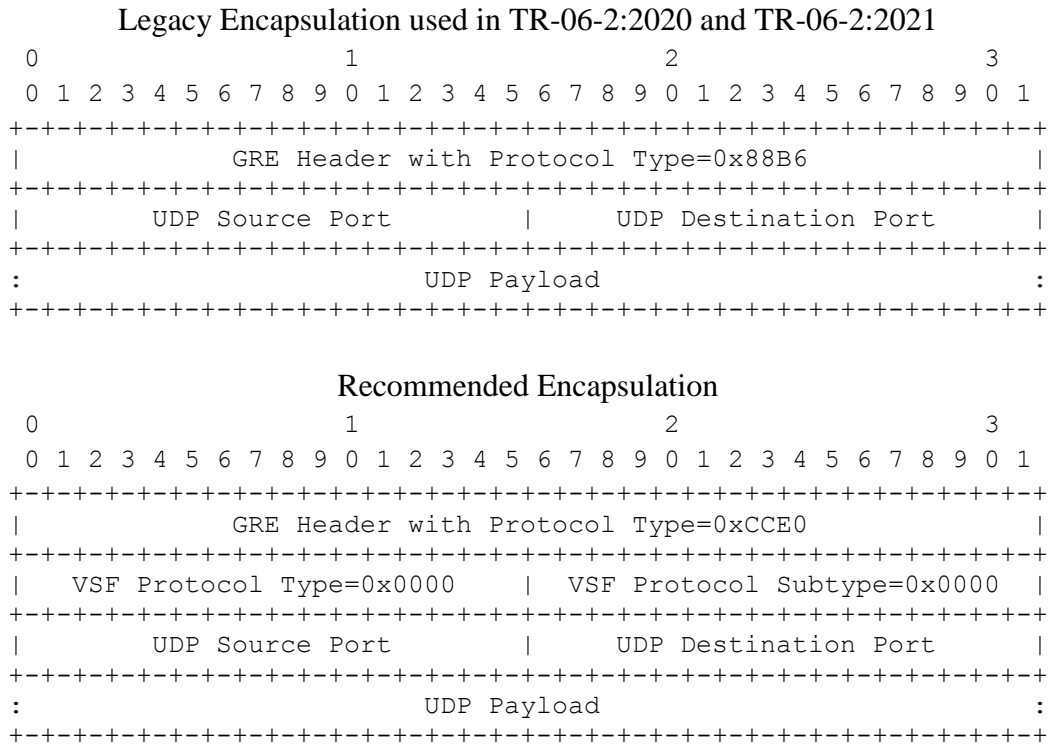 Legacy Encapsulation used in TR-06-2:2020 and TR-06-2:2021
 0                   1                   2                   3
 0 1 2 3 4 5 6 7 8 9 0 1 2 3 4 5 6 7 8 9 0 1 2 3 4 5 6 7 8 9 0 1
+-+-+-+-+-+-+-+-+-+-+-+-+-+-+-+-+-+-+-+-+-+-+-+-+-+-+-+-+-+-+-+-+
|             GRE Header with Protocol Type=0x88B6              |
+-+-+-+-+-+-+-+-+-+-+-+-+-+-+-+-+-+-+-+-+-+-+-+-+-+-+-+-+-+-+-+-+
|        UDP Source Port        |     UDP Destination Port      |
+-+-+-+-+-+-+-+-+-+-+-+-+-+-+-+-+-+-+-+-+-+-+-+-+-+-+-+-+-+-+-+-+
:                         UDP Payload                           :
+-+-+-+-+-+-+-+-+-+-+-+-+-+-+-+-+-+-+-+-+-+-+-+-+-+-+-+-+-+-+-+-+
Recommended Encapsulation
 0                   1                   2                   3
 0 1 2 3 4 5 6 7 8 9 0 1 2 3 4 5 6 7 8 9 0 1 2 3 4 5 6 7 8 9 0 1
+-+-+-+-+-+-+-+-+-+-+-+-+-+-+-+-+-+-+-+-+-+-+-+-+-+-+-+-+-+-+-+-+
|             GRE Header with Protocol Type=0xCCE0              |
+-+-+-+-+-+-+-+-+-+-+-+-+-+-+-+-+-+-+-+-+-+-+-+-+-+-+-+-+-+-+-+-+
|   VSF Protocol Type=0x0000    |  VSF Protocol Subtype=0x0000  |
+-+-+-+-+-+-+-+-+-+-+-+-+-+-+-+-+-+-+-+-+-+-+-+-+-+-+-+-+-+-+-+-+
|        UDP Source Port        |     UDP Destination Port      |
+-+-+-+-+-+-+-+-+-+-+-+-+-+-+-+-+-+-+-+-+-+-+-+-+-+-+-+-+-+-+-+-+
:                         UDP Payload                           :
+-+-+-+-+-+-+-+-+-+-+-+-+-+-+-+-+-+-+-+-+-+-+-+-+-+-+-+-+-+-+-+-+